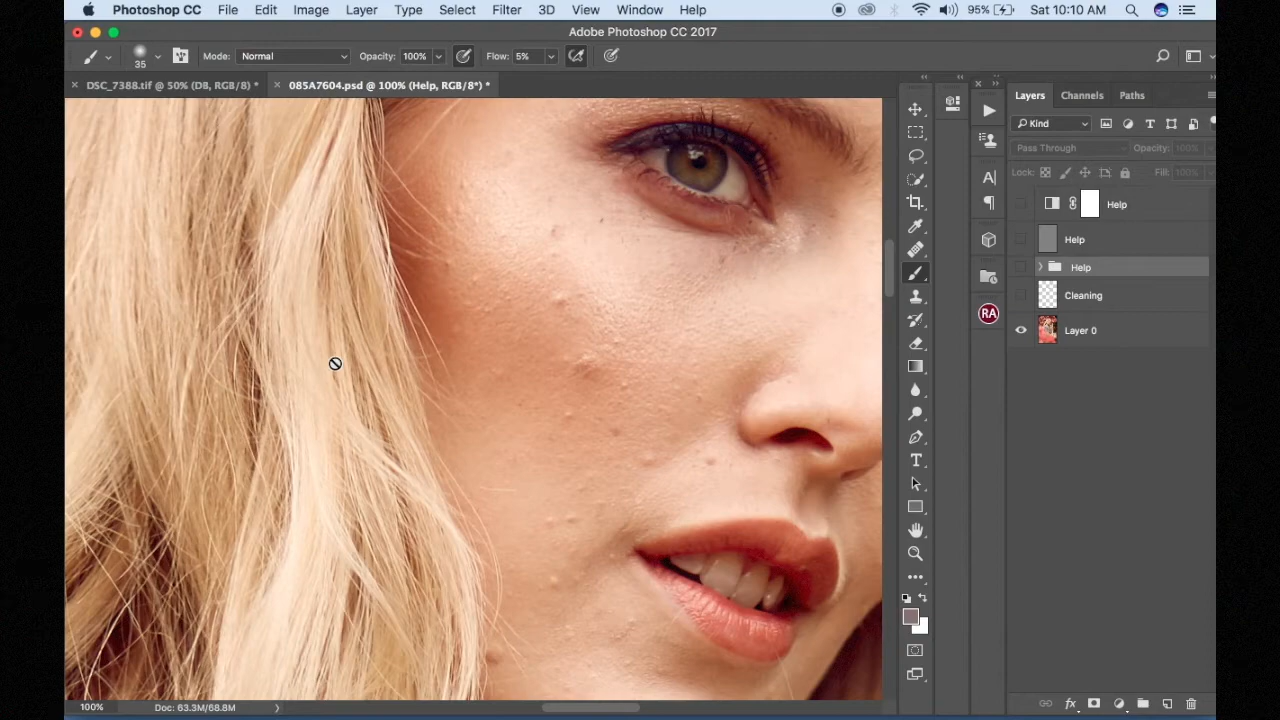 Photoshop CC File Edit Image Layer Type Select Filter 3D View Window Help 95% Sat 10:10 AM
Adobe Photoshop CC 2017
35 Mode: Normal Opacity: 100% Flow: 5%
× DSC_7388.tif @ 50% (DB, RGB/8) * × 085A7604.psd @ 100% (Help, RGB/8*) *
Layers Channels Paths
Kind
Pass Through Opacity: 100%
Lock: Fill: 100%
Help
Help
Help
Cleaning
Layer 0
A
RA
T
100% Doc: 63.3M/68.8M
fx